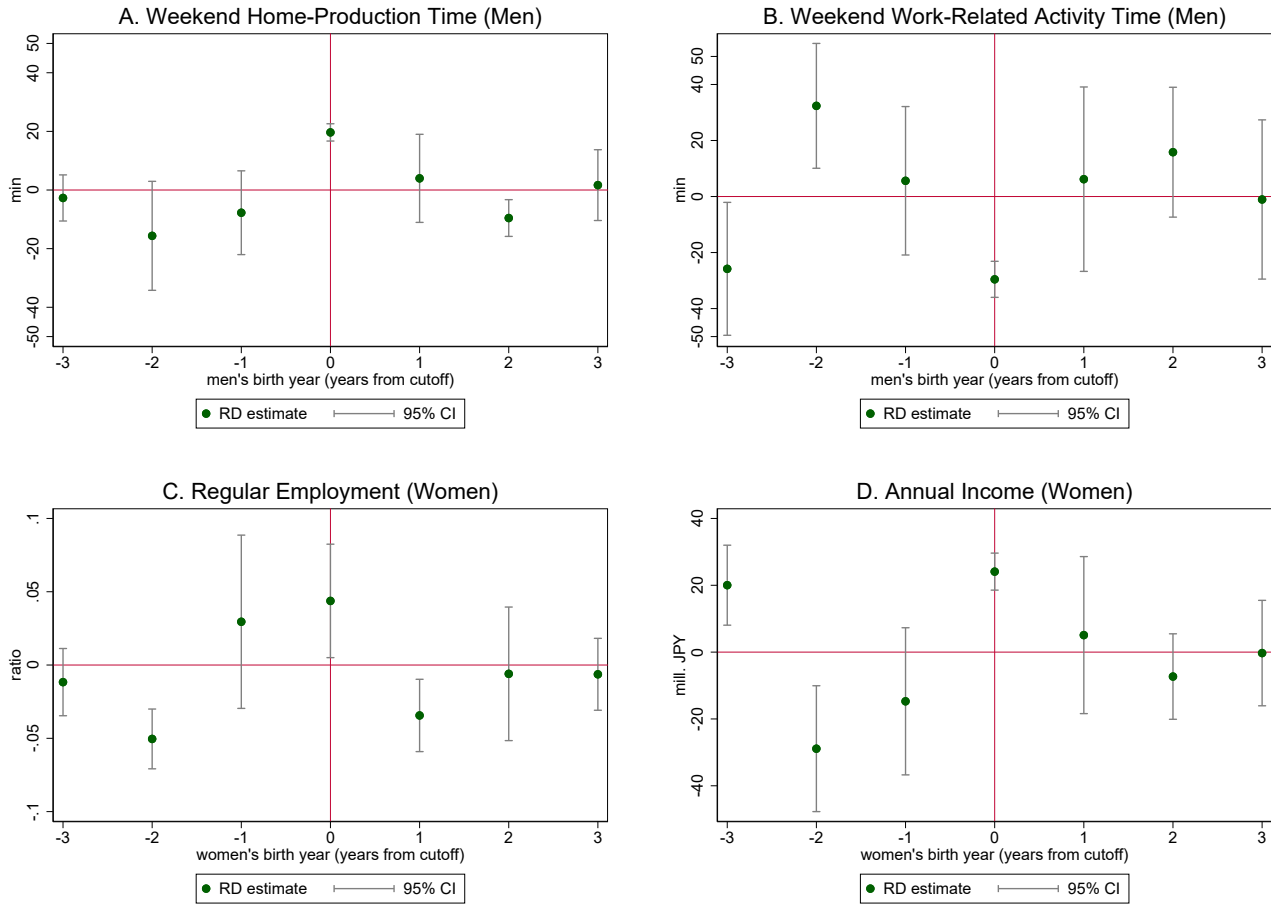 A. Weekend Home-Production Time (Men)
min
50
40
20
0
-20
-40
-50
-3 -2 -1 0 1 2 3
men's birth year (years from cutoff)
RD estimate 95% CI
B. Weekend Work-Related Activity Time (Men)
min
50
40
20
0
-20
-40
-50
-3 -2 -1 0 1 2 3
men's birth year (years from cutoff)
RD estimate 95% CI
C. Regular Employment (Women)
ratio
.1
.05
0
-.05
-.1
-3 -2 -1 0 1 2 3
women's birth year (years from cutoff)
RD estimate 95% CI
D. Annual Income (Women)
mill. JPY
40
20
0
-20
-40
-3 -2 -1 0 1 2 3
women's birth year (years from cutoff)
RD estimate 95% CI